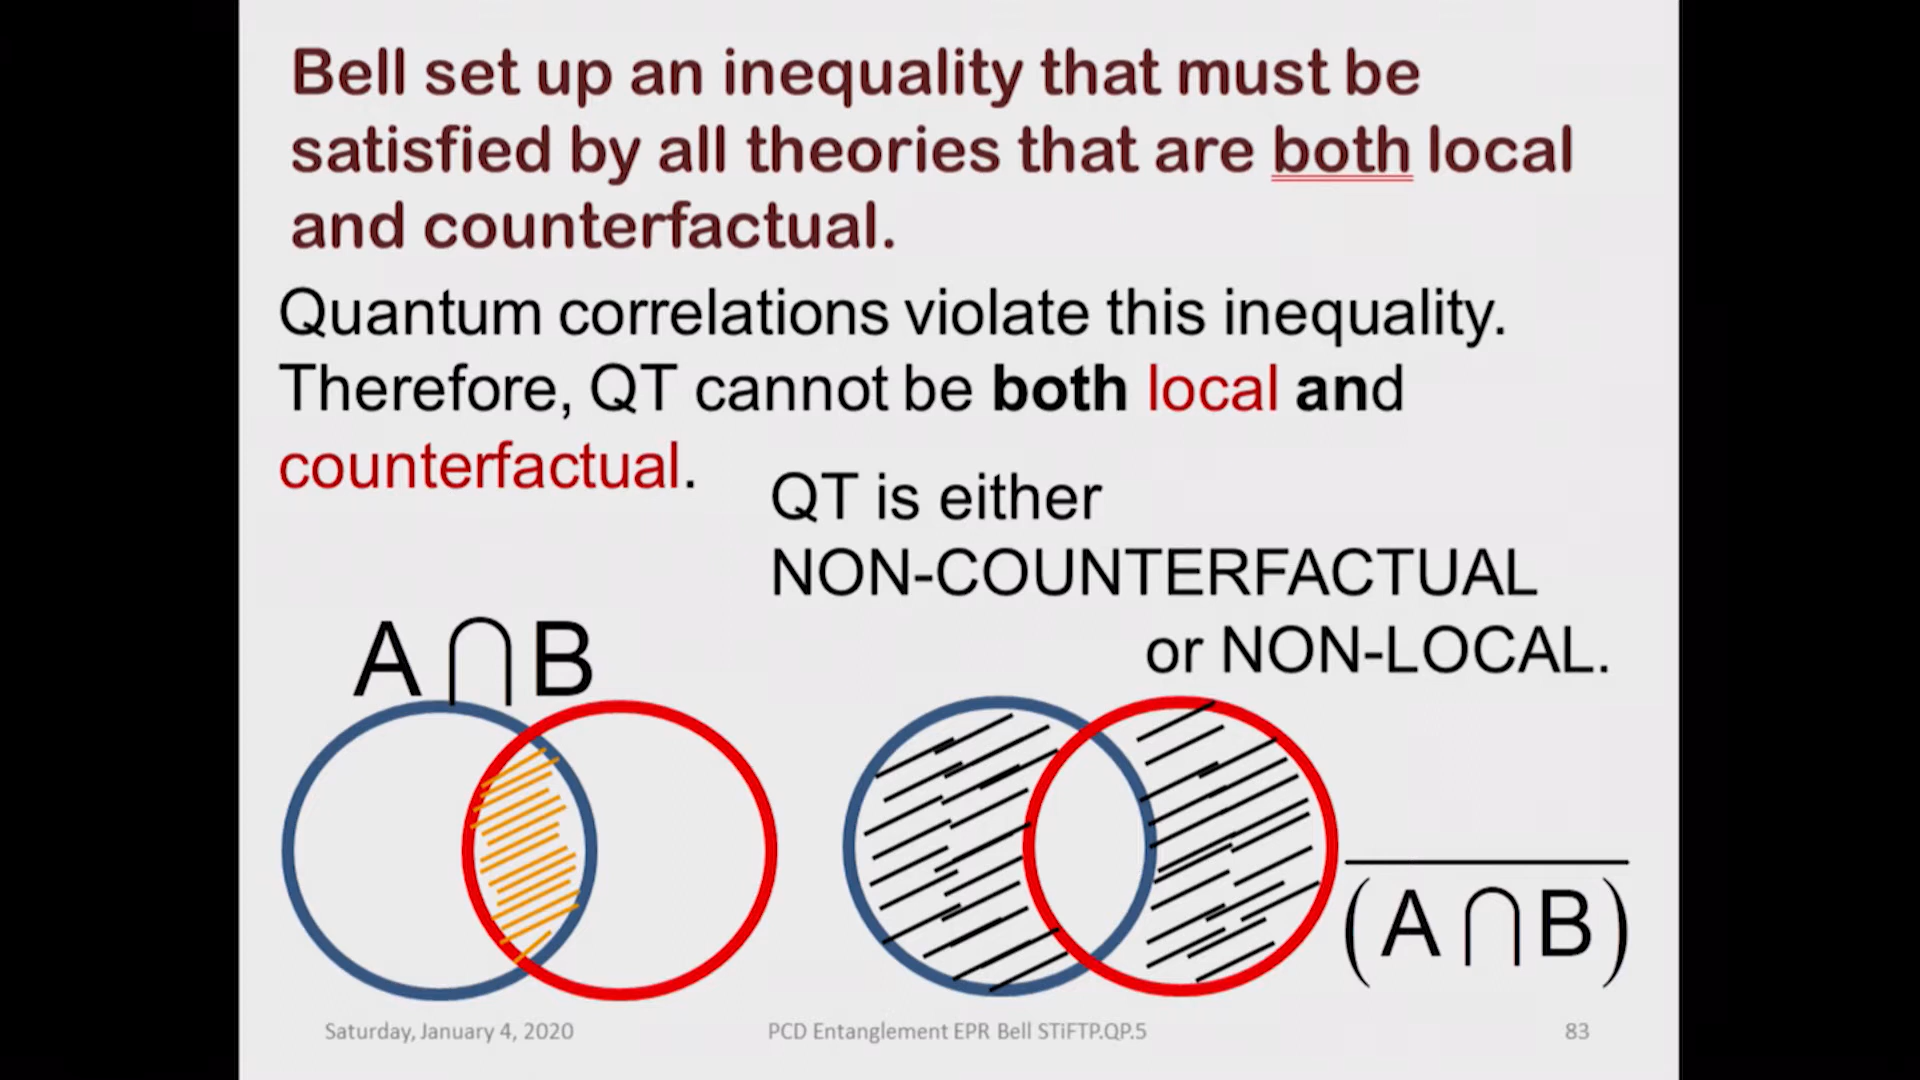 Bell set up an inequality that must be
satisfied by all theories that are both local
and counterfactual.
Quantum correlations violate this inequality.
Therefore, QT cannot be both local and
counterfactual.
QT is either
NON-COUNTERFACTUAL
or NON-LOCAL.
A ∩ B
(A ∩ B)
Saturday, January 4, 2020
PCD Entanglement EPR Bell STiFTP.QP.5
83